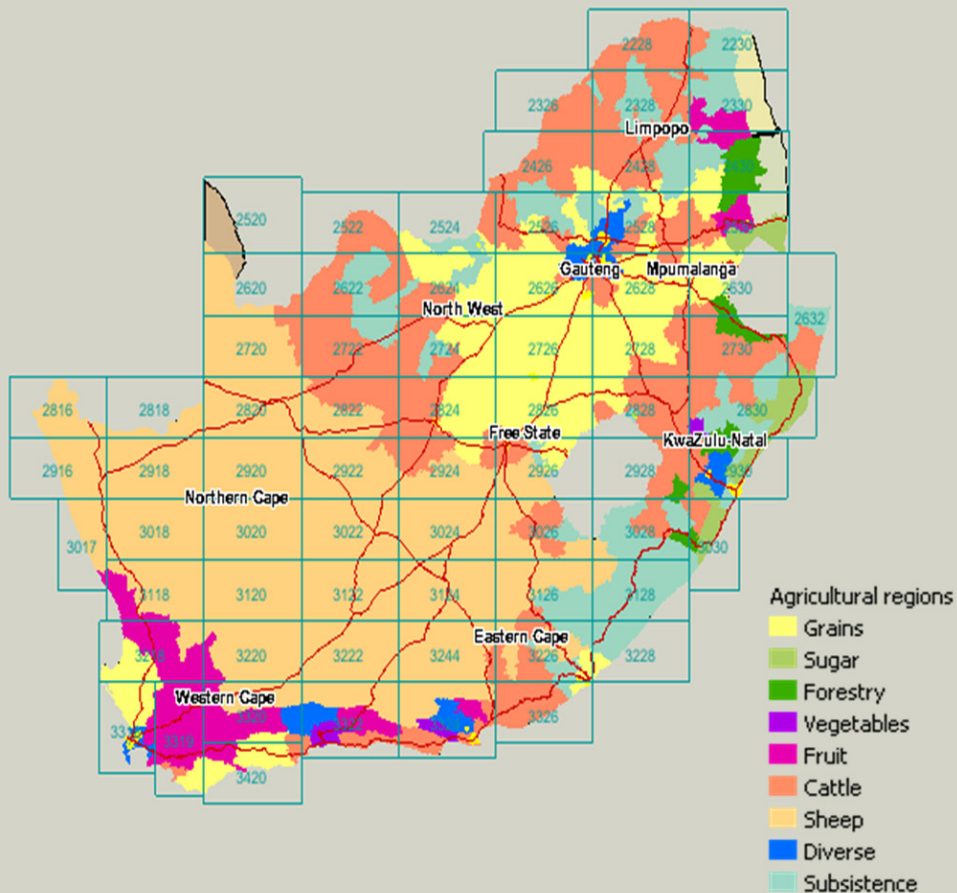 2228 2230
2326 2328 2330
Limpopo
2426 2428 2430
2520 2522 2524 2526 2528
Gauteng Mpumalanga
2620 2622 2624 2626 2628 2630
North West
2632
2720 2722 2724 2726 2728 2730
2816 2818 2820 2822 2824 2826 2828 2830
Free State
KwaZulu-Natal
2916 2918 2920 2922 2924 2926 2928 2930
Northern Cape
3017 3018 3020 3022 3024 3026 3028 3030
3118 3120 3122 3126 3128
Eastern Cape
3218 3220 3222 3244 3226 3228
Western Cape
3320 3322 3326
3319
3420
Agricultural regions
Grains
Sugar
Forestry
Vegetables
Fruit
Cattle
Sheep
Diverse
Subsistence